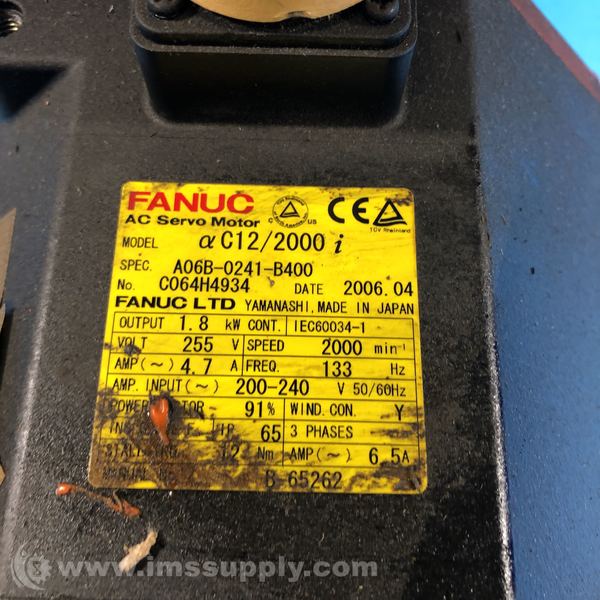 FANUC
AC Servo Motor
C US
CE
TÜV Rheinland
MODEL αC12/2000 i
SPEC. A06B-0241-B400
No. C064H4934 DATE 2006.04
FANUC LTD YAMANASHI, MADE IN JAPAN
OUTPUT 1.8 kW CONT. IEC60034-1
VOLT 255 V SPEED 2000 min⁻¹
AMP(~) 4.7 A FREQ. 133 Hz
AMP. INPUT(~) 200-240 V 50/60Hz
91% WIND. CON. Y
IP 65 3 PHASES
12 Nm AMP(~) 6.5A
B-65262
www.imssupply.com